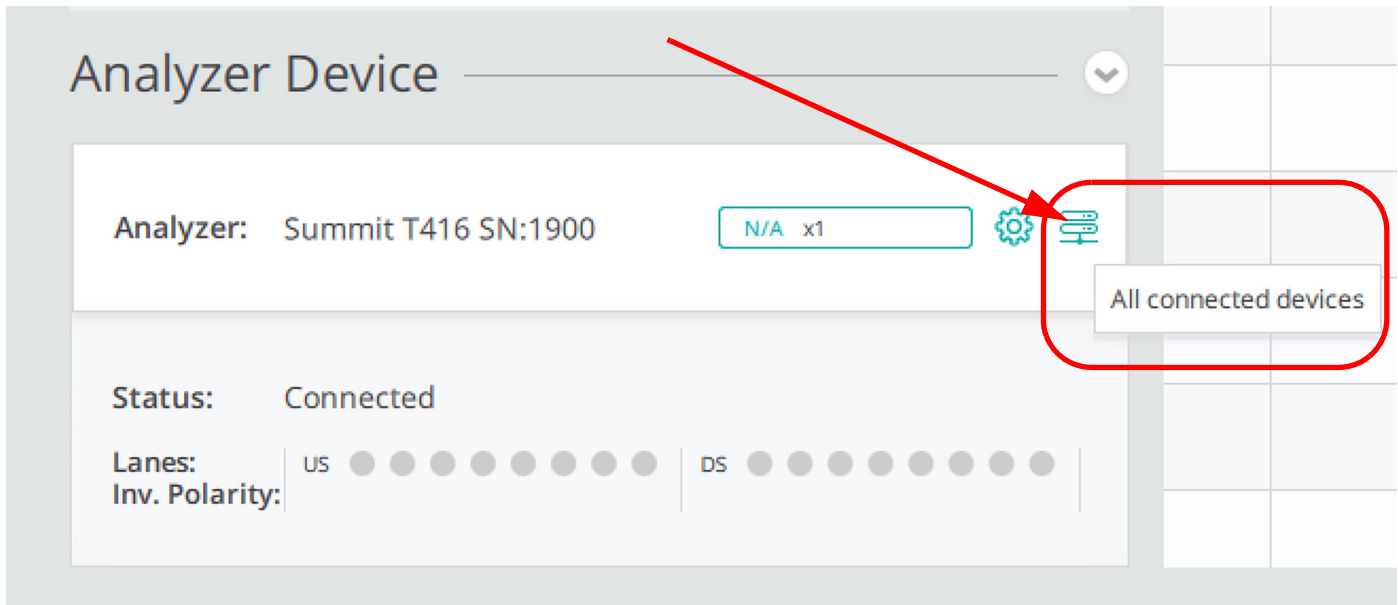 Analyzer Device
Analyzer: Summit T416 SN:1900 N/A x1
All connected devices
Status: Connected
Lanes: US DS
Inv. Polarity: